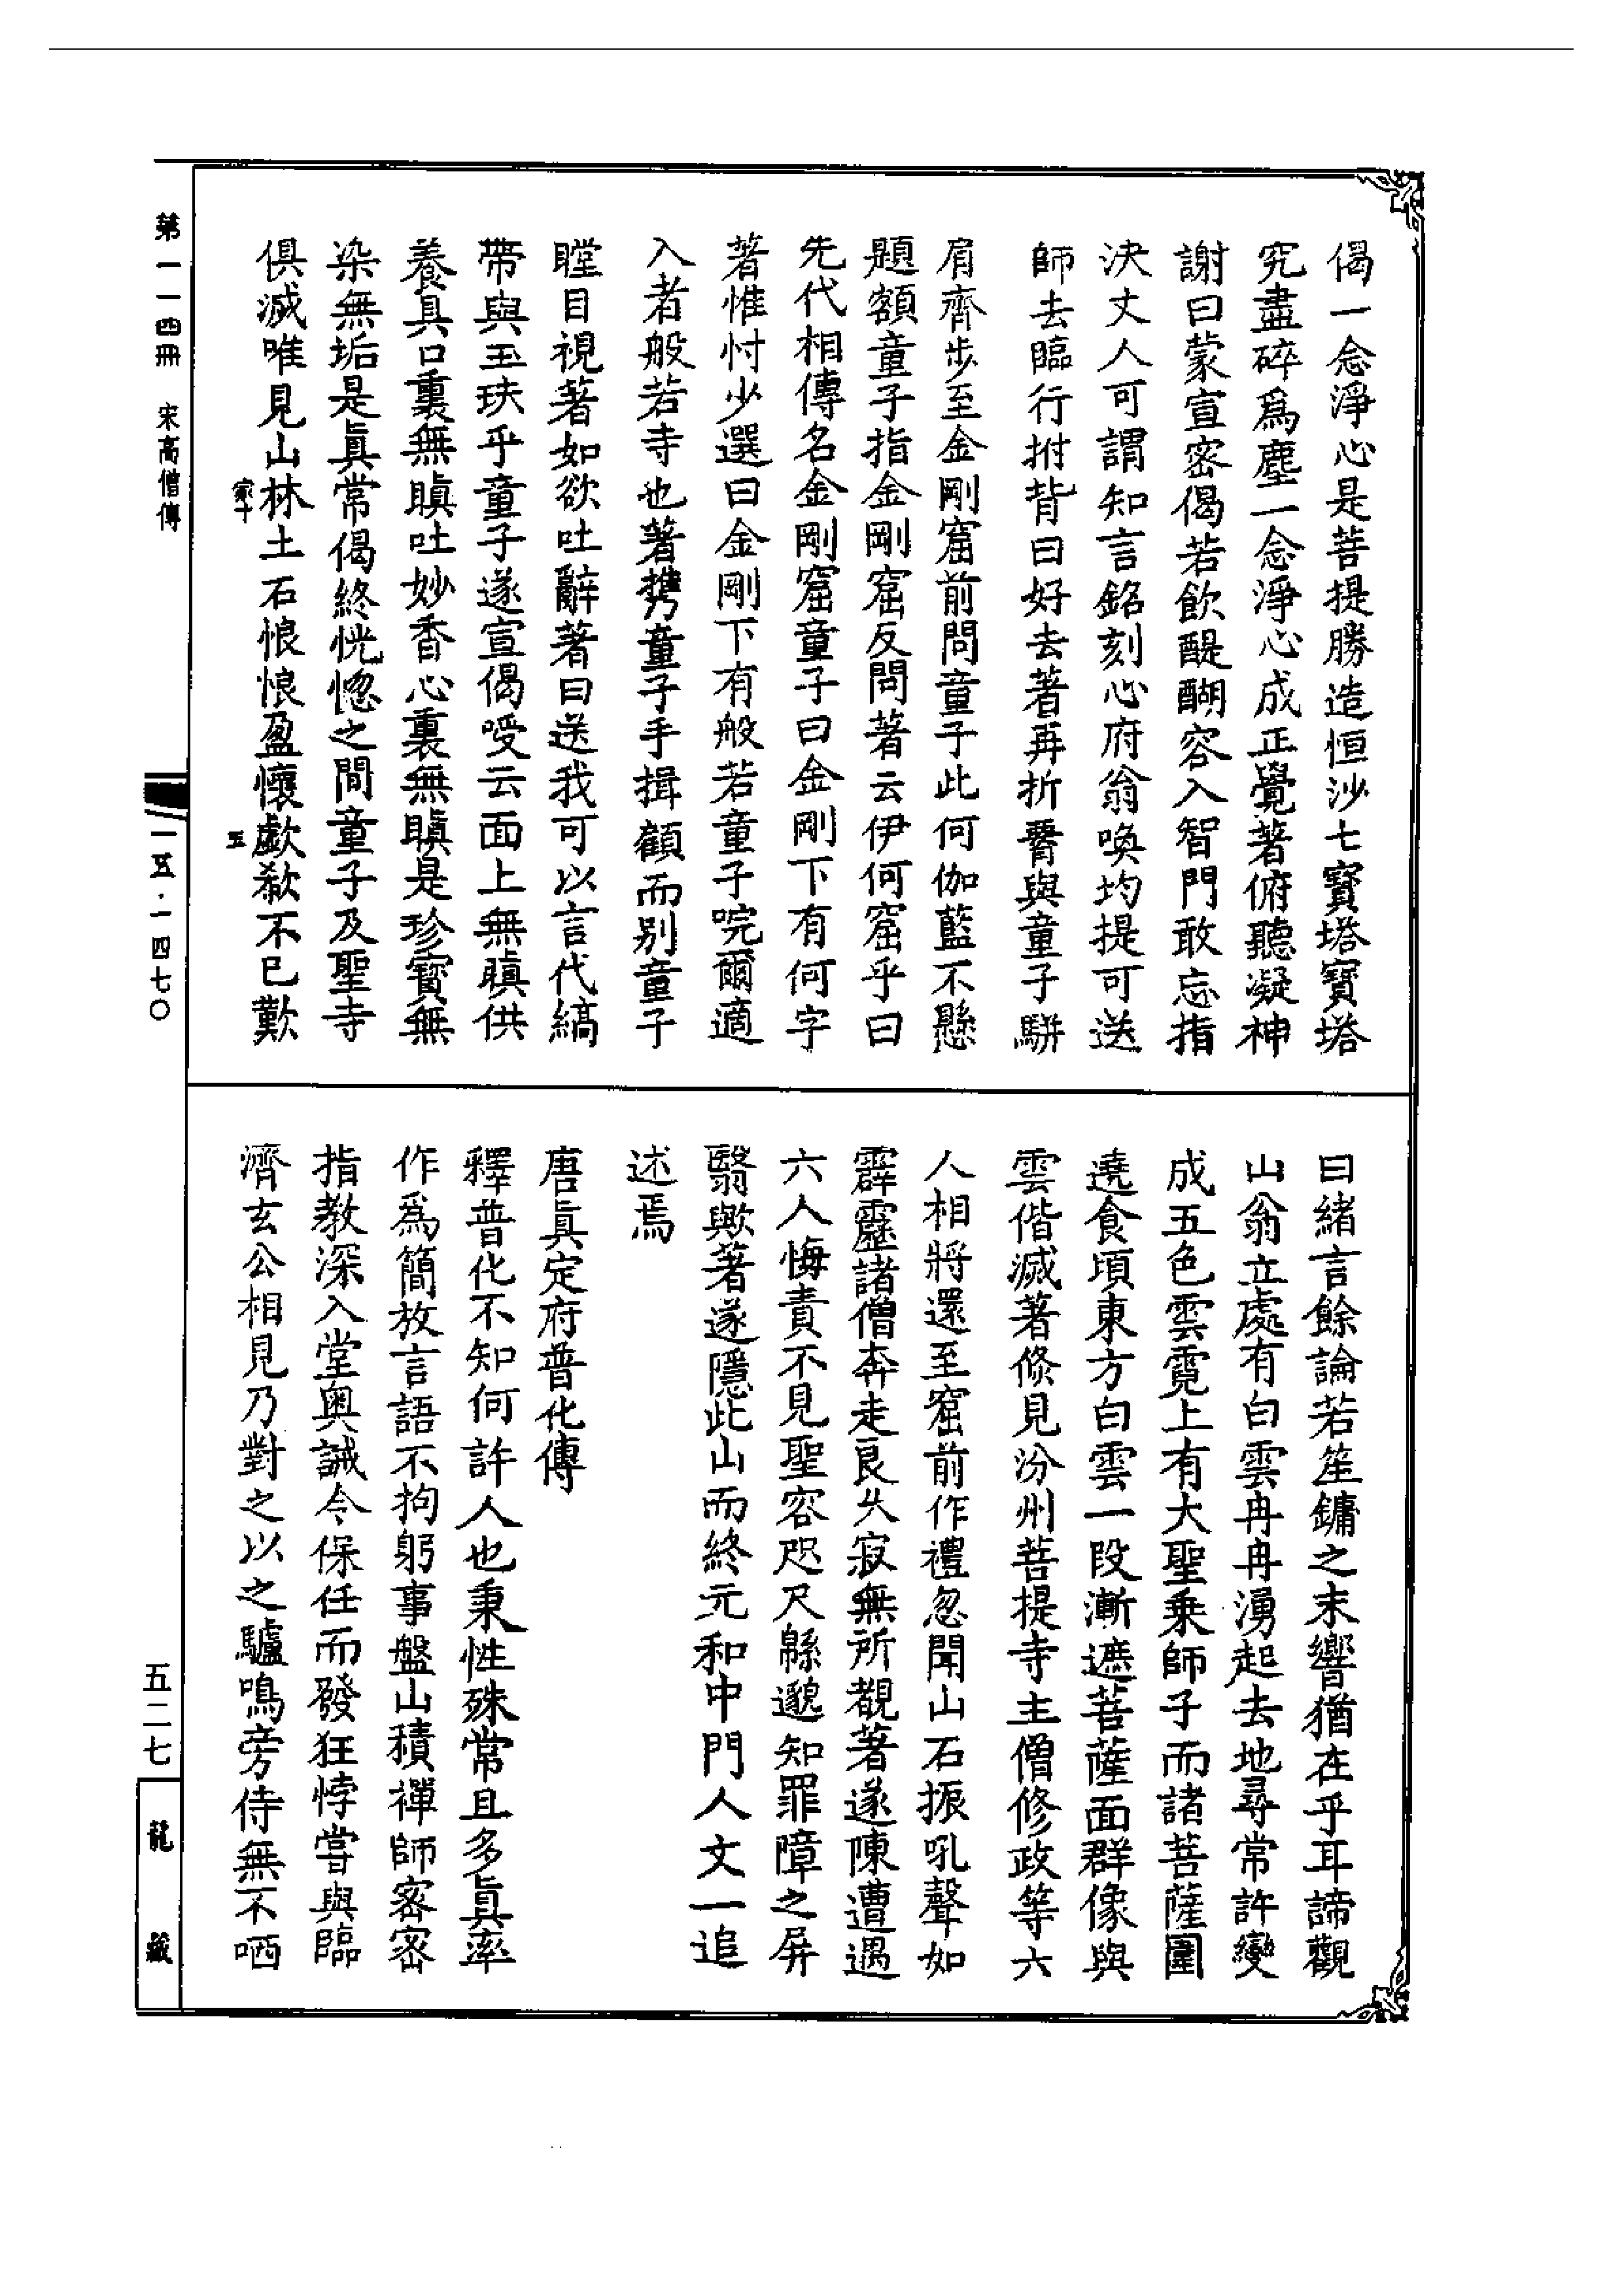 偈一念淨心是菩提勝造恒沙七寶塔寶塔
究盡碎爲塵一念淨心成正覺著俯聽凝神
謝曰蒙宣密偈若飲醍醐容入智門敢忘指
決丈人可謂知言銘刻心府翁喚均提可送
師去臨行拊背曰好去著再折腰與童子駢
肩齊步至金剛窟前問童子此何伽藍不懸
題額童子指金剛窟反問著云伊何窟乎曰
先代相傳名金剛窟童子曰金剛下有何字
著惟忖少選曰金剛下有般若童子唍爾適
入者般若寺也著攜童子手揖顧而别童子
瞠目視著如欲吐辭著曰送我可以言代縞
帶與玉玦乎童子遂宣偈受云面上無瞋供
養具口裏無瞋吐妙香心裏無瞋是珍寶無
染無垢是眞常偈終恍惚之間童子及聖寺
俱滅唯見山林土石悢悢盈懷歔欷不已歎
曰緒言餘論若笙鏞之末響猶在乎耳諦觀
山翁立處有白雲冉冉湧起去地尋常許變
成五色雲霓上有大聖乘師子而諸菩薩圍
遶食頃東方白雲一段漸遮菩薩面群像與
雲偕滅著倐見汾州菩提寺主僧修政等六
人相將還至窟前作禮忽聞山石振吼聲如
霹靂諸僧奔走良久寂無所覩著遂陳遭遇
六人悔責不見聖容咫尺緜邈知罪障之屏
翳歟著遂隱此山而終元和中門人文一追
述焉
唐眞定府普化傳
釋普化不知何許人也秉性殊常且多眞率
作爲簡放言語不拘躬事盤山積禪師密密
指教深入堂奧誡令保任而發狂悖甞與臨
濟玄公相見乃對之以之驢鳴旁侍無不哂
第一一四冊 宋高僧傳
家十
五
一五·一四七〇
五二七
龍藏